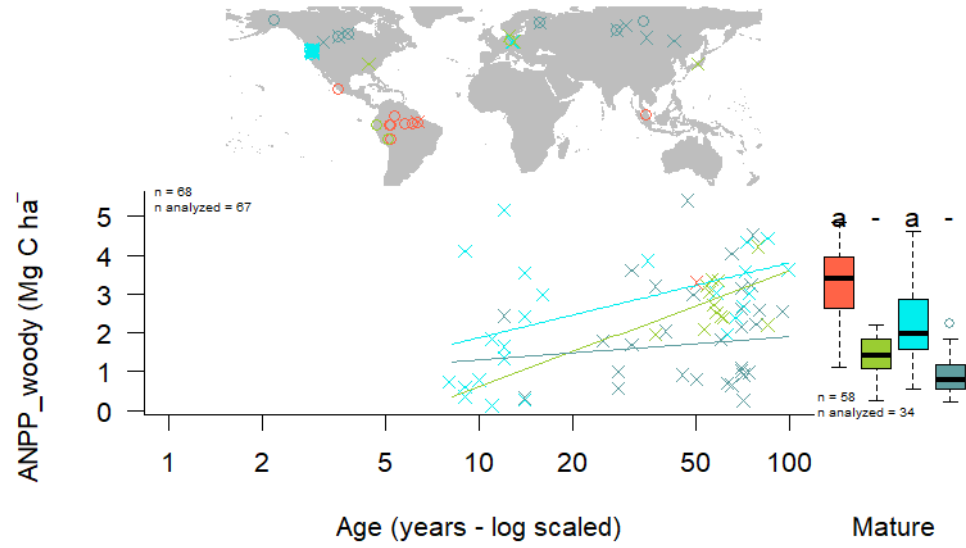 n = 68
n analyzed = 67
ANPP_woody (Mg C ha⁻
5
4
3
2
1
0
1 2 5 10 20 50 100
Age (years - log scaled)
a - a -
n = 58
n analyzed = 34
Mature